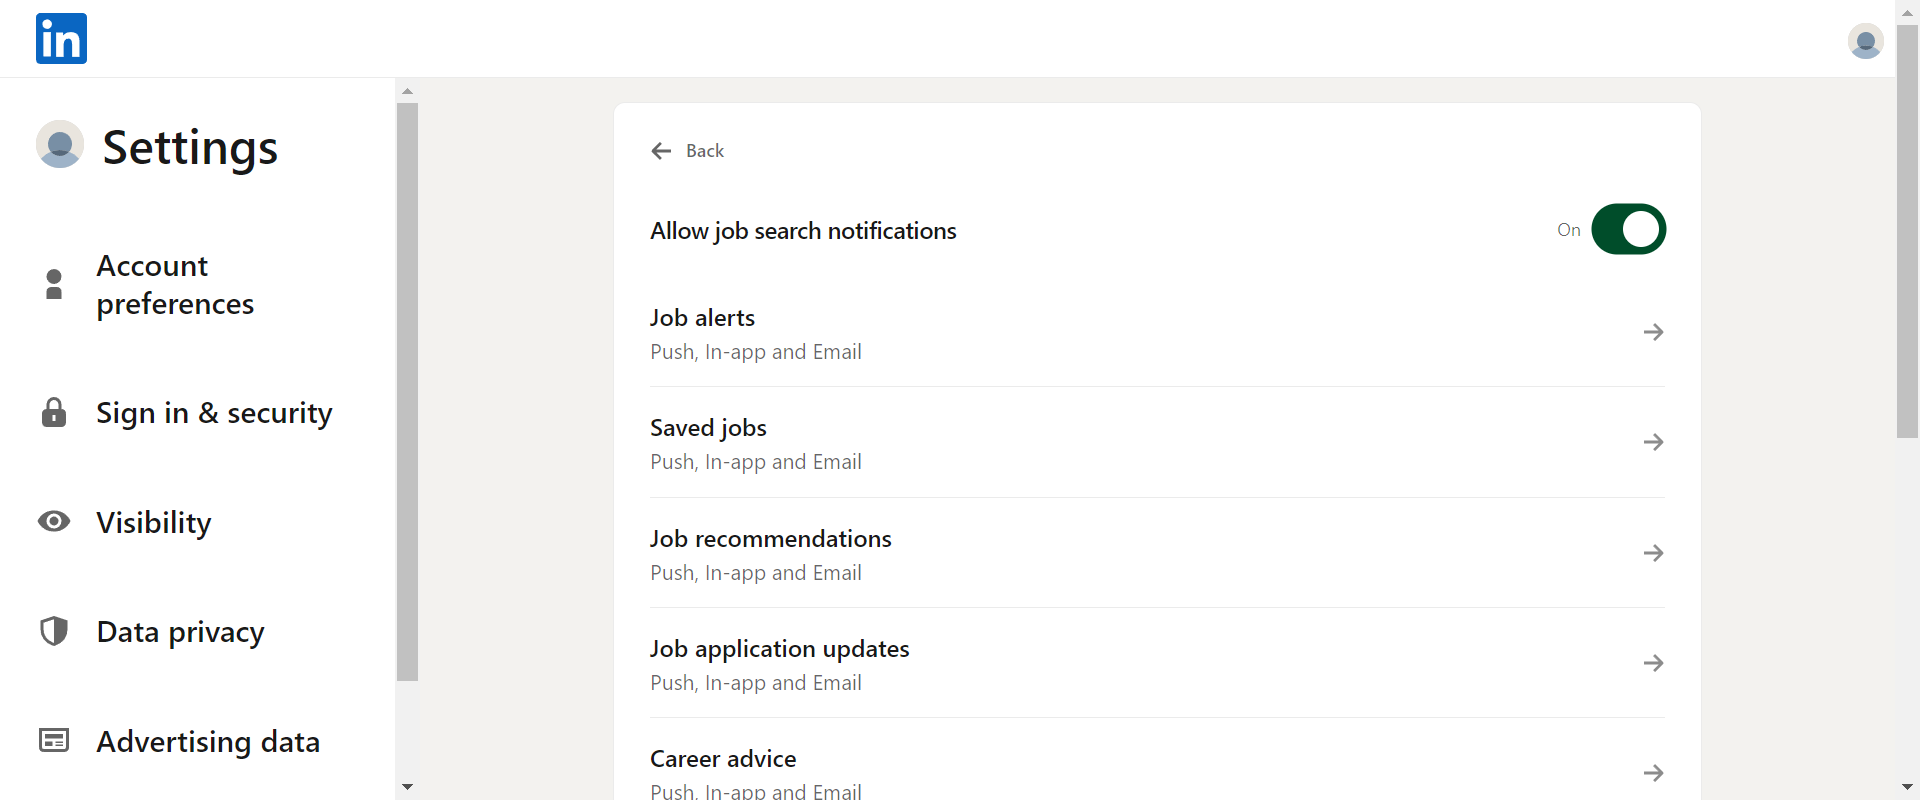 in
Settings
Account
preferences
Sign in & security
Visibility
Data privacy
Advertising data
Back
Allow job search notifications
On
Job alerts
Push, In-app and Email
Saved jobs
Push, In-app and Email
Job recommendations
Push, In-app and Email
Job application updates
Push, In-app and Email
Career advice
Push, In-app and Email